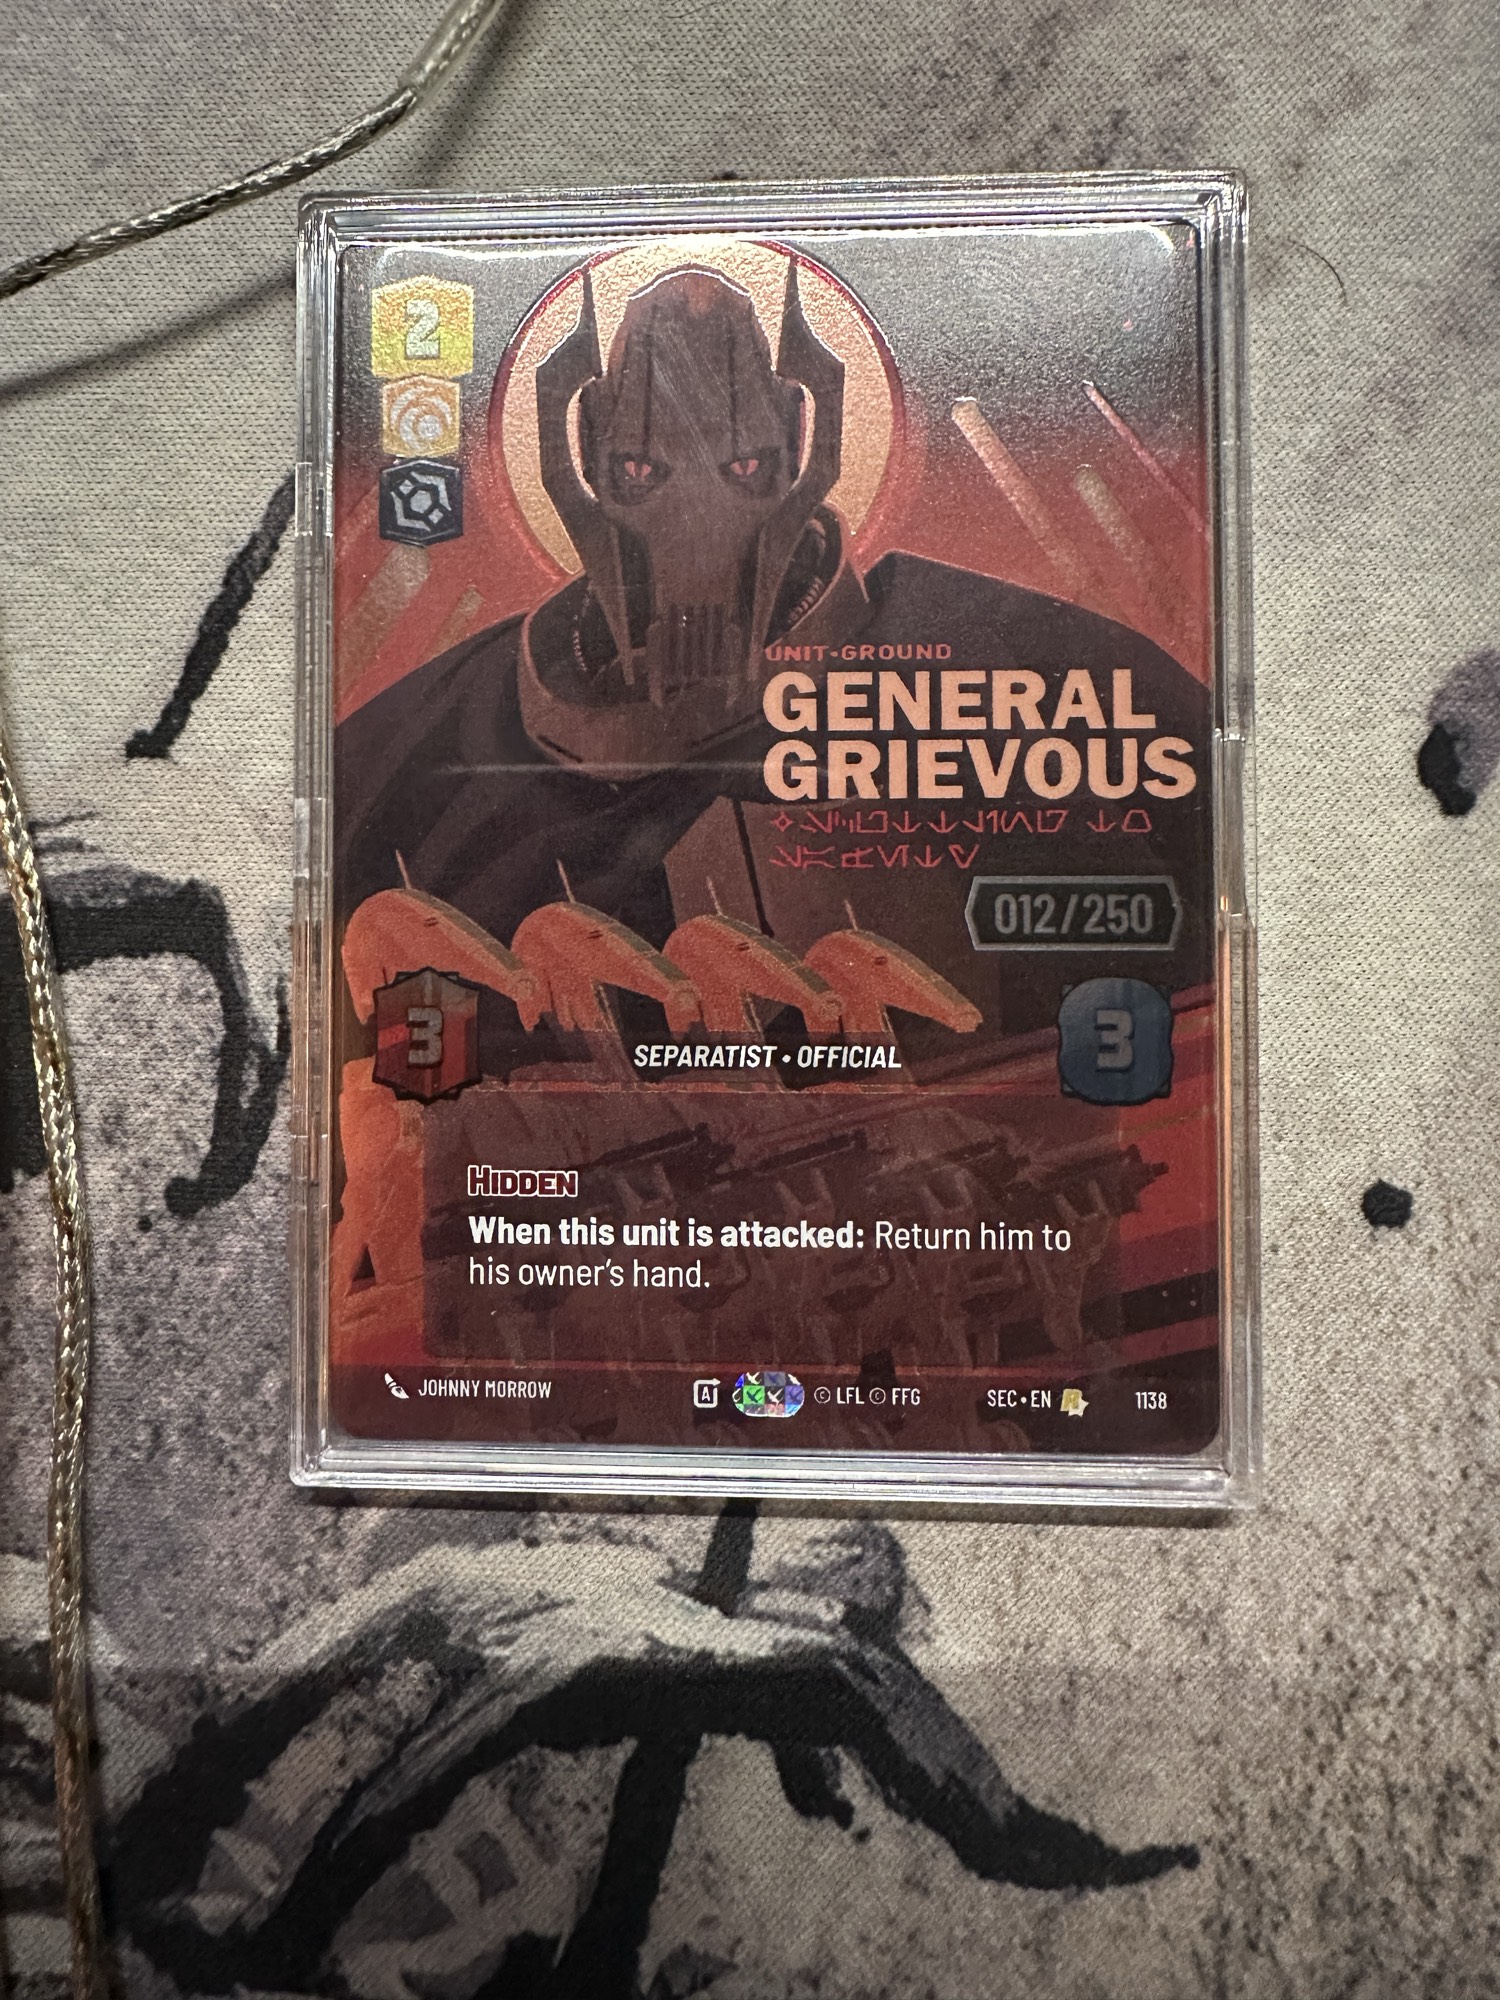 2
UNIT•GROUND
GENERAL
GRIEVOUS
012/250
3
SEPARATIST • OFFICIAL
3
HIDDEN
When this unit is attacked: Return him to
his owner's hand.
JOHNNY MORROW
A
© LFL © FFG
SEC•EN
1138